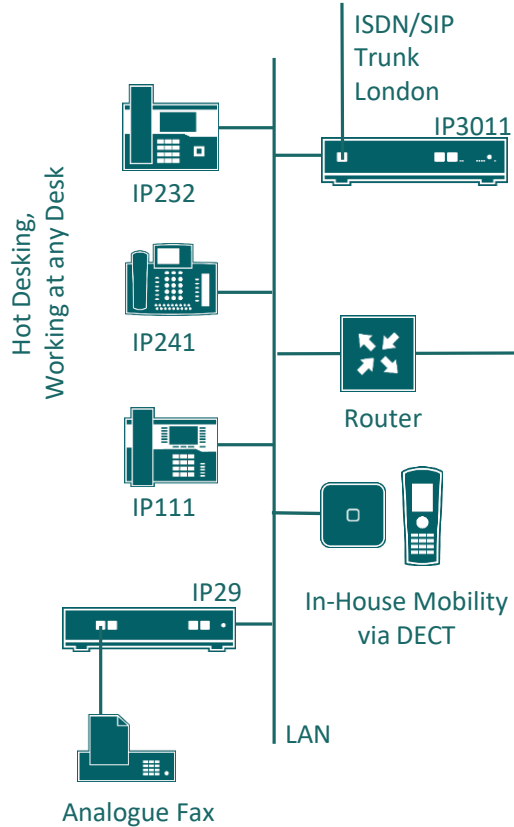 ISDN/SIP
Trunk
London
IP3011
IP232
Hot Desking,
Working at any Desk
IP241
Router
IP111
IP29
In-House Mobility
via DECT
LAN
Analogue Fax